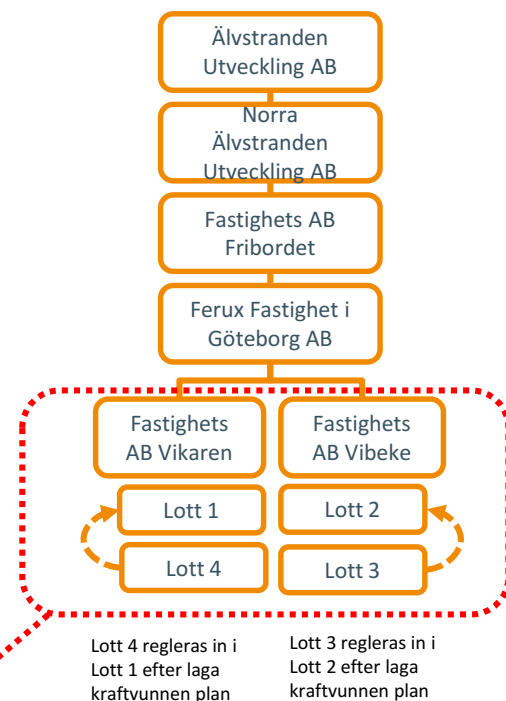 Älvstranden
Utveckling AB
Norra
Älvstranden
Utveckling AB
Fastighets AB
Fribordet
Ferux Fastighet i
Göteborg AB
Fastighets
AB Vikaren
Fastighets
AB Vibeke
Lott 1
Lott 2
Lott 4
Lott 3
Lott 4 regleras in i
Lott 1 efter laga
kraftvunnen plan
Lott 3 regleras in i
Lott 2 efter laga
kraftvunnen plan